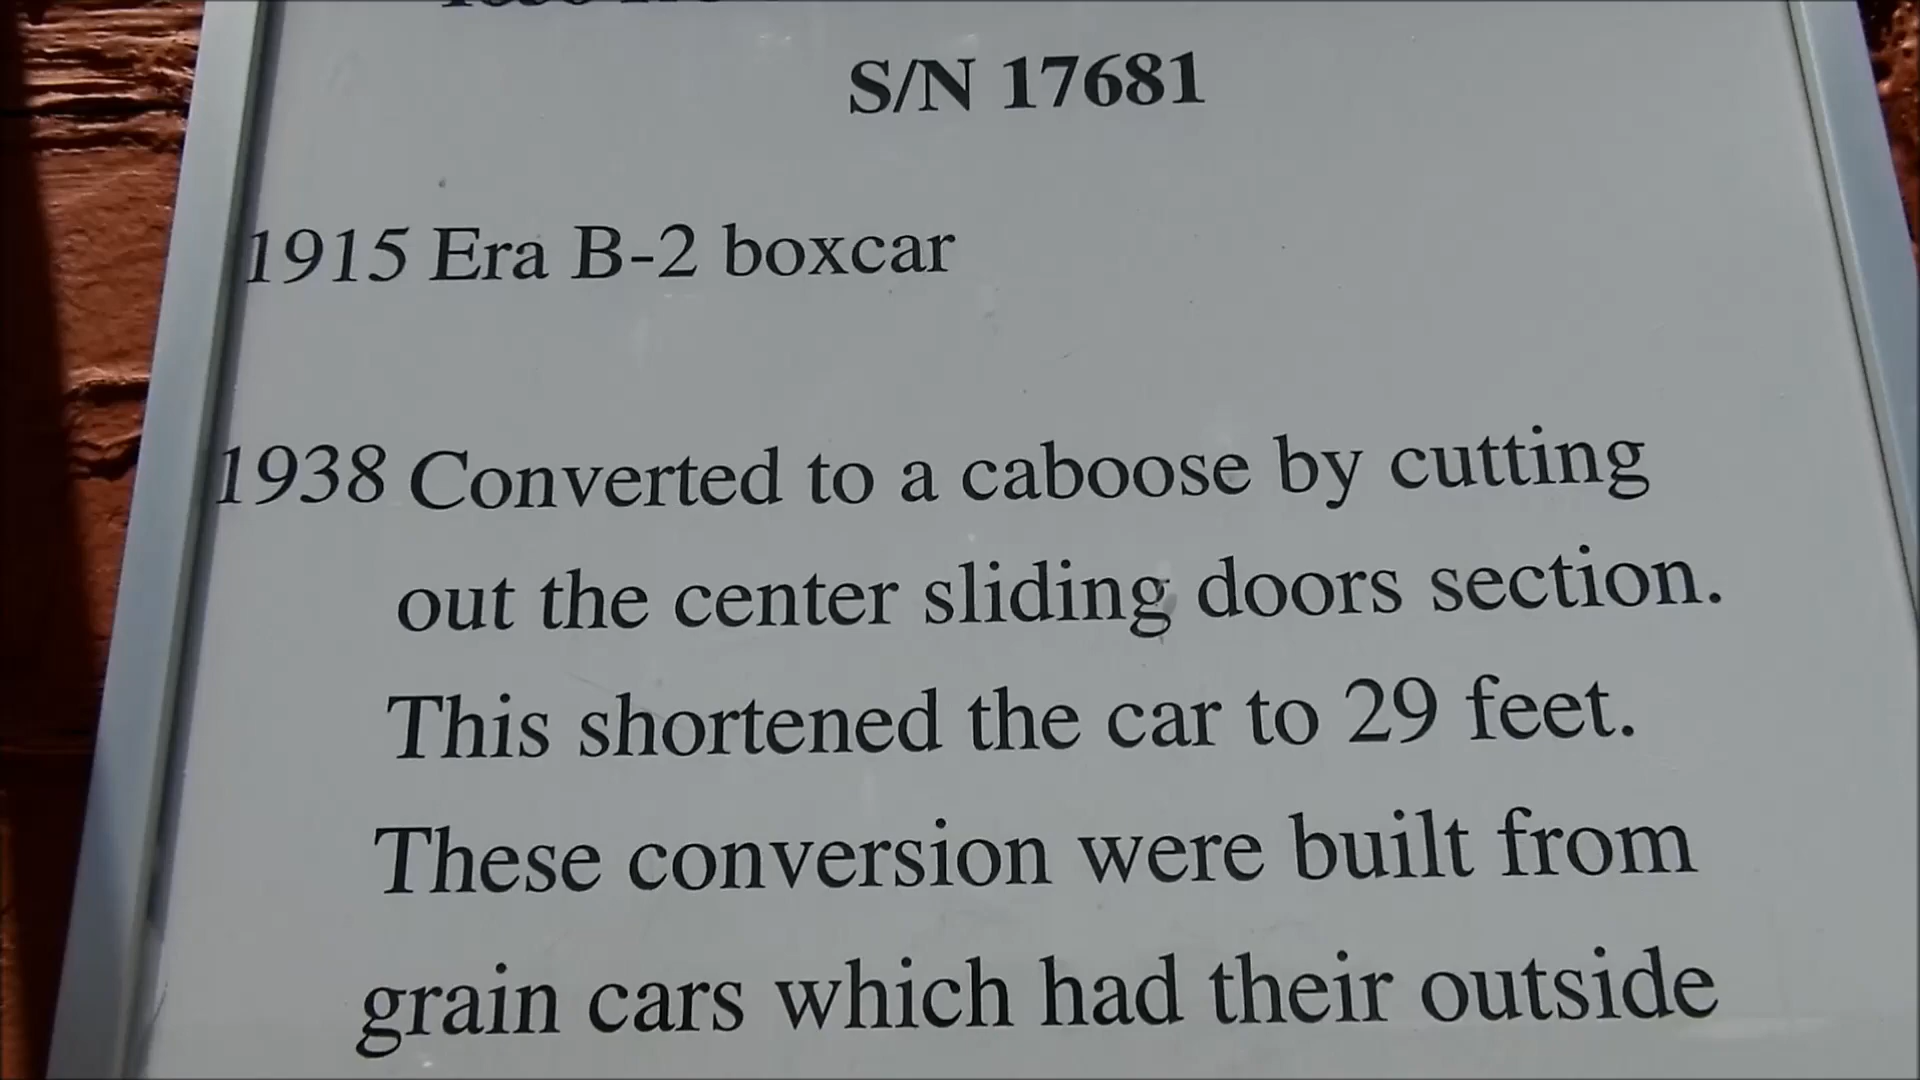 S/N 17681
1915 Era B-2 boxcar
1938 Converted to a caboose by cutting
out the center sliding doors section.
This shortened the car to 29 feet.
These conversion were built from
grain cars which had their outside